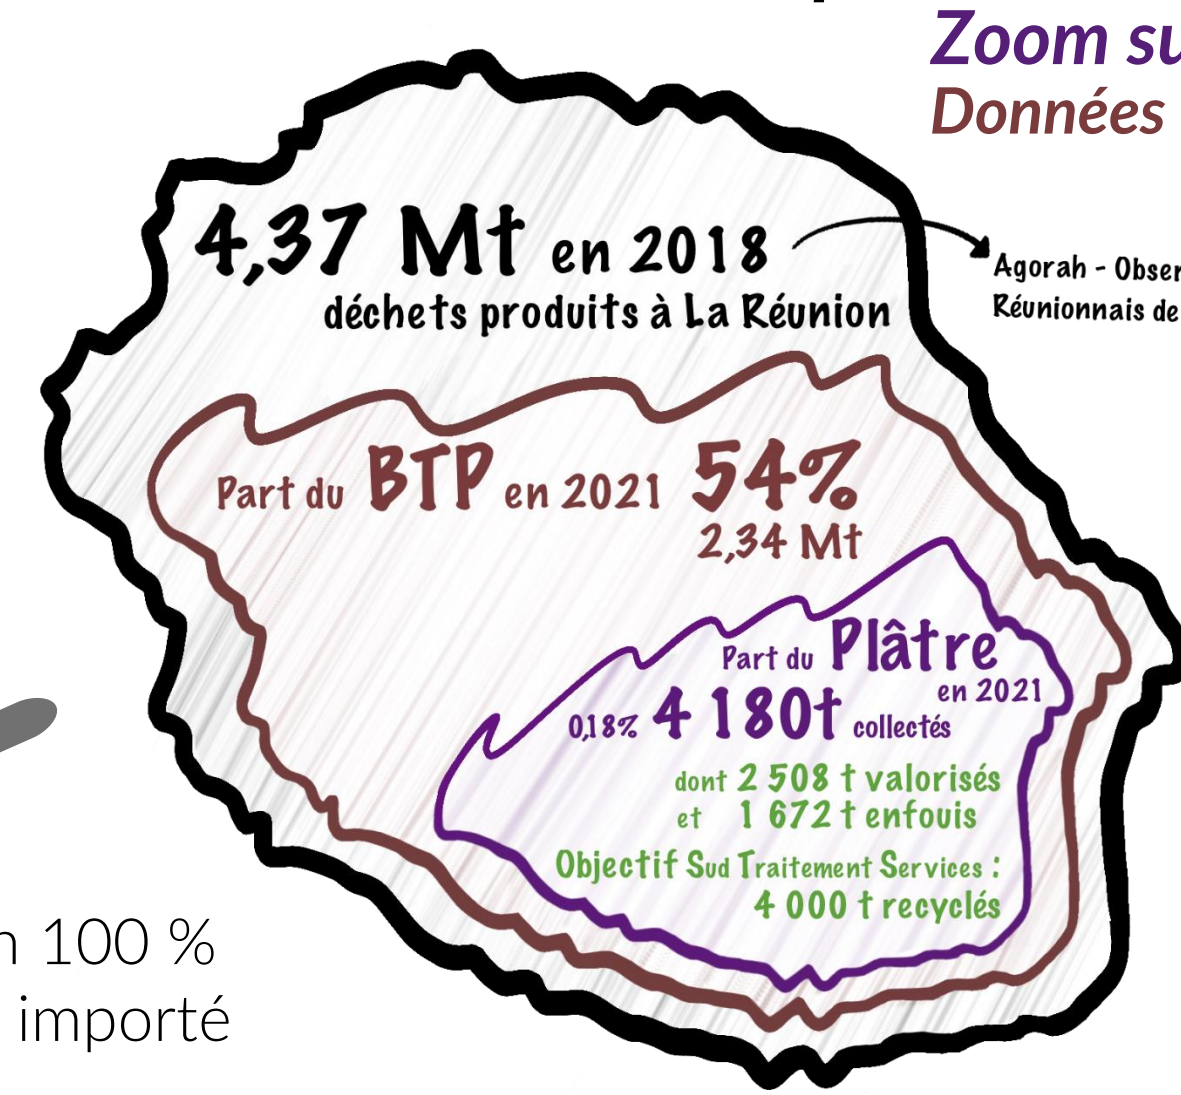 Zoom
Données
4,37 Mt en 2018
déchets produits à La Réunion
Agorah -
Réunionnais de
Part du BTP en 2021 54%
2,34 Mt
Part du Plâtre
en 2021
0,18% 4 180t collectés
dont 2 508 t valorisés
et 1 672 t enfouis
Objectif Sud Traitement Services :
4 000 t recyclés
100 %
importé